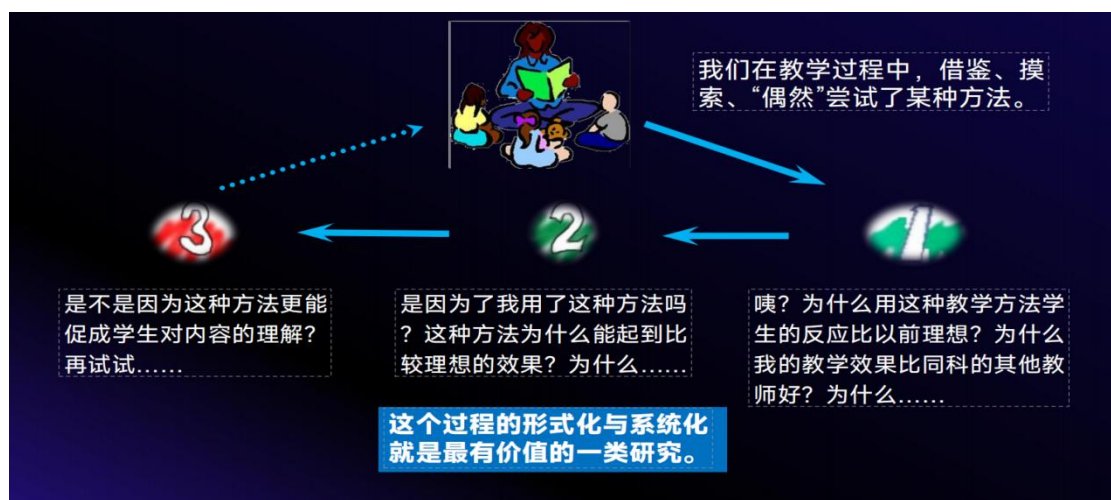 我们在教学过程中，借鉴、摸
索、“偶然”尝试了某种方法。
3
2
1
是不是因为这种方法更能
促成学生对内容的理解？
再试试……
是因为了我用了这种方法吗
？这种方法为什么能起到比
较理想的效果？为什么……
咦？为什么用这种教学方法学
生的反应比以前理想？为什么
我的教学效果比同科的其他教
师好？为什么……
这个过程的形式化与系统化
就是最有价值的一类研究。